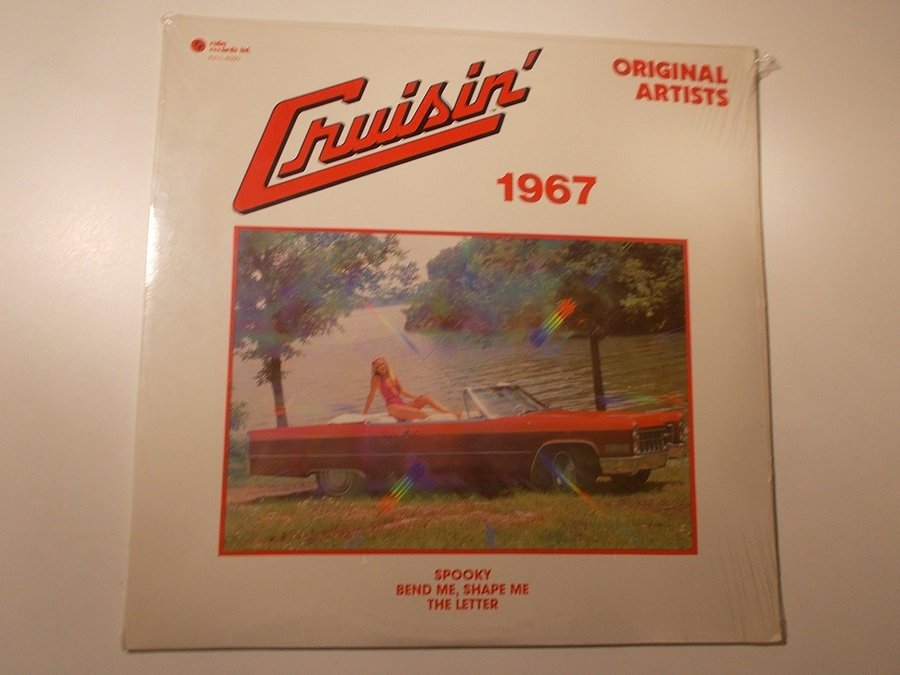 Cruisin'
ORIGINAL
ARTISTS
1967
SPOOKY
BEND ME, SHAPE ME
THE LETTER